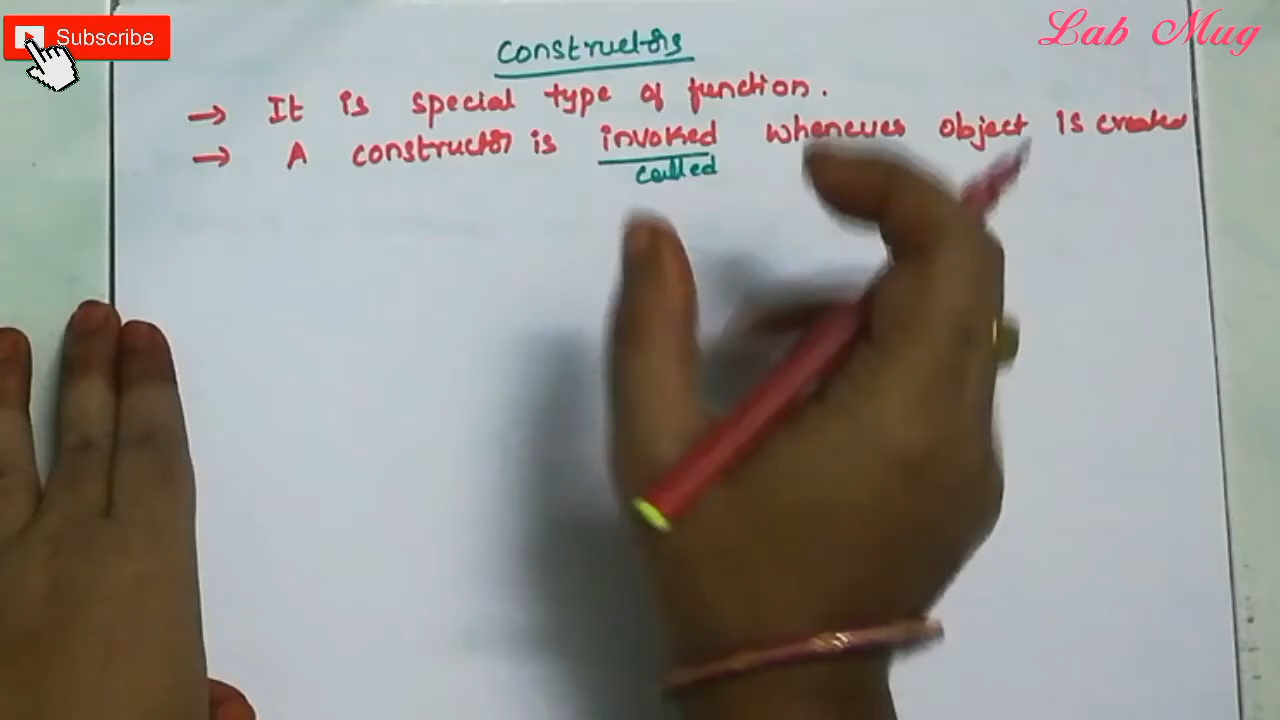 Subscribe
Lab Mug
Constructors
→ It is special type of function.
→ A constructor is invoked whenever object is created
called